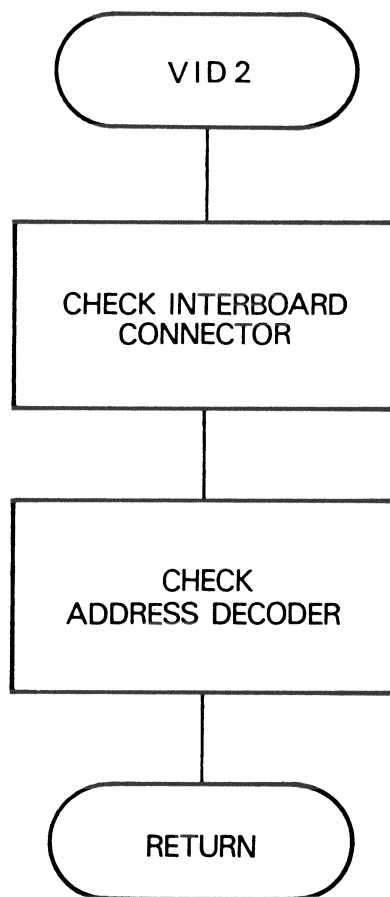 VID2
CHECK INTERBOARD
CONNECTOR
CHECK
ADDRESS DECODER
RETURN